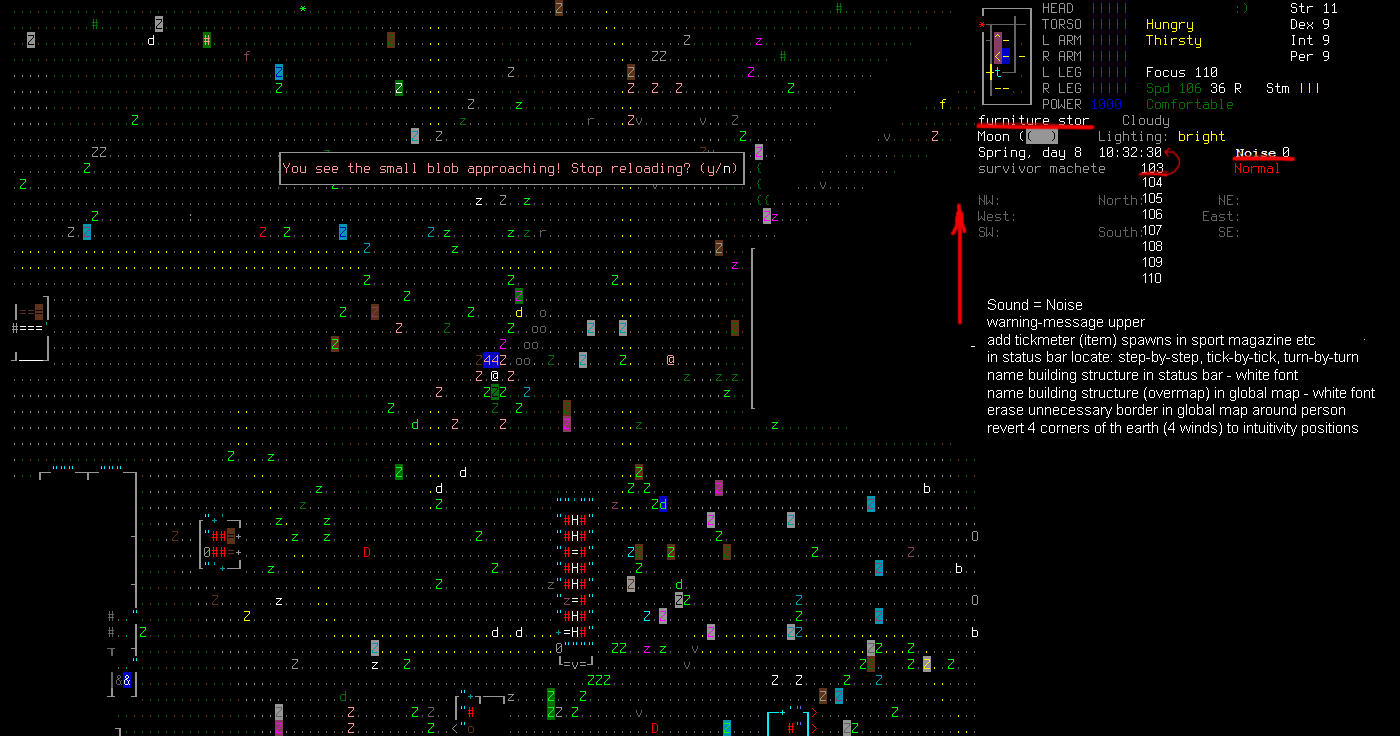 HEAD ||||| :) Str 11
TORSO ||||| Hungry Dex 9
L ARM ||||| Thirsty Int 9
R ARM ||||| Per 9
L LEG ||||| Focus 110
R LEG ||||| Spd 106 36 R Stm |||
POWER 1000 Comfortable
furniture stor Cloudy
Moon (( ) Lighting: bright
Spring, day 8 10:32:30 Noise 0
survivor machete 103 Normal
104
NW: North: 105 NE:
West: 106 East:
SW: South: 107 SE:
108
109
110
You see the small blob approaching! Stop reloading? (y/n)
Sound = Noise
warning-message upper
add tickmeter (item) spawns in sport magazine etc
in status bar locate: step-by-step, tick-by-tick, turn-by-turn
name building structure in status bar - white font
name building structure (overmap) in global map - white font
erase unnecessary border in global map around person
revert 4 corners of th earth (4 winds) to intuitivity positions